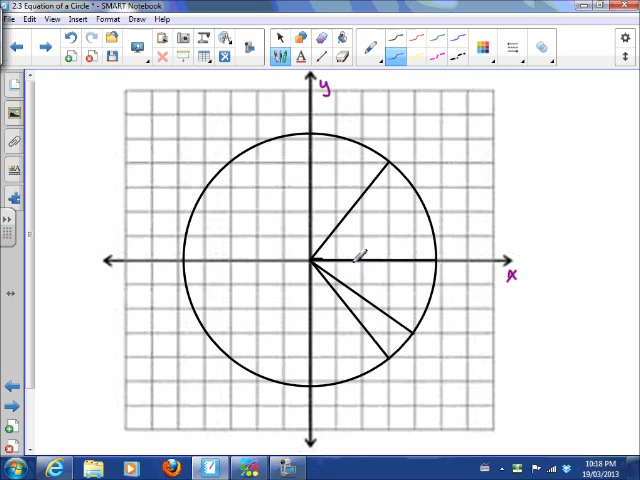 2.3 Equation of a Circle * - SMART Notebook
File Edit View Insert Format Draw Help
y
x
10:18 PM
19/03/2013